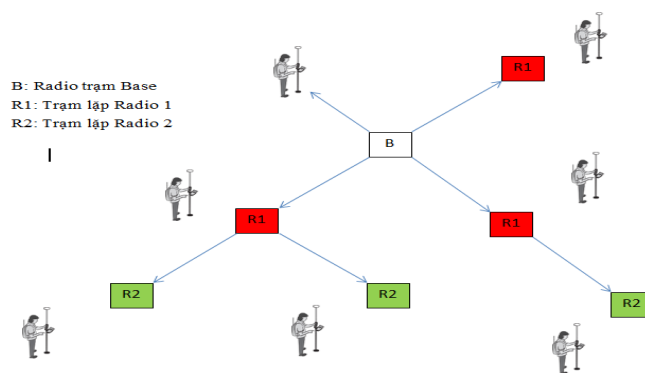 B: Radio trạm Base
R1: Trạm lặp Radio 1
R2: Trạm lặp Radio 2
R1
B
R1
R1
R2
R2
R2